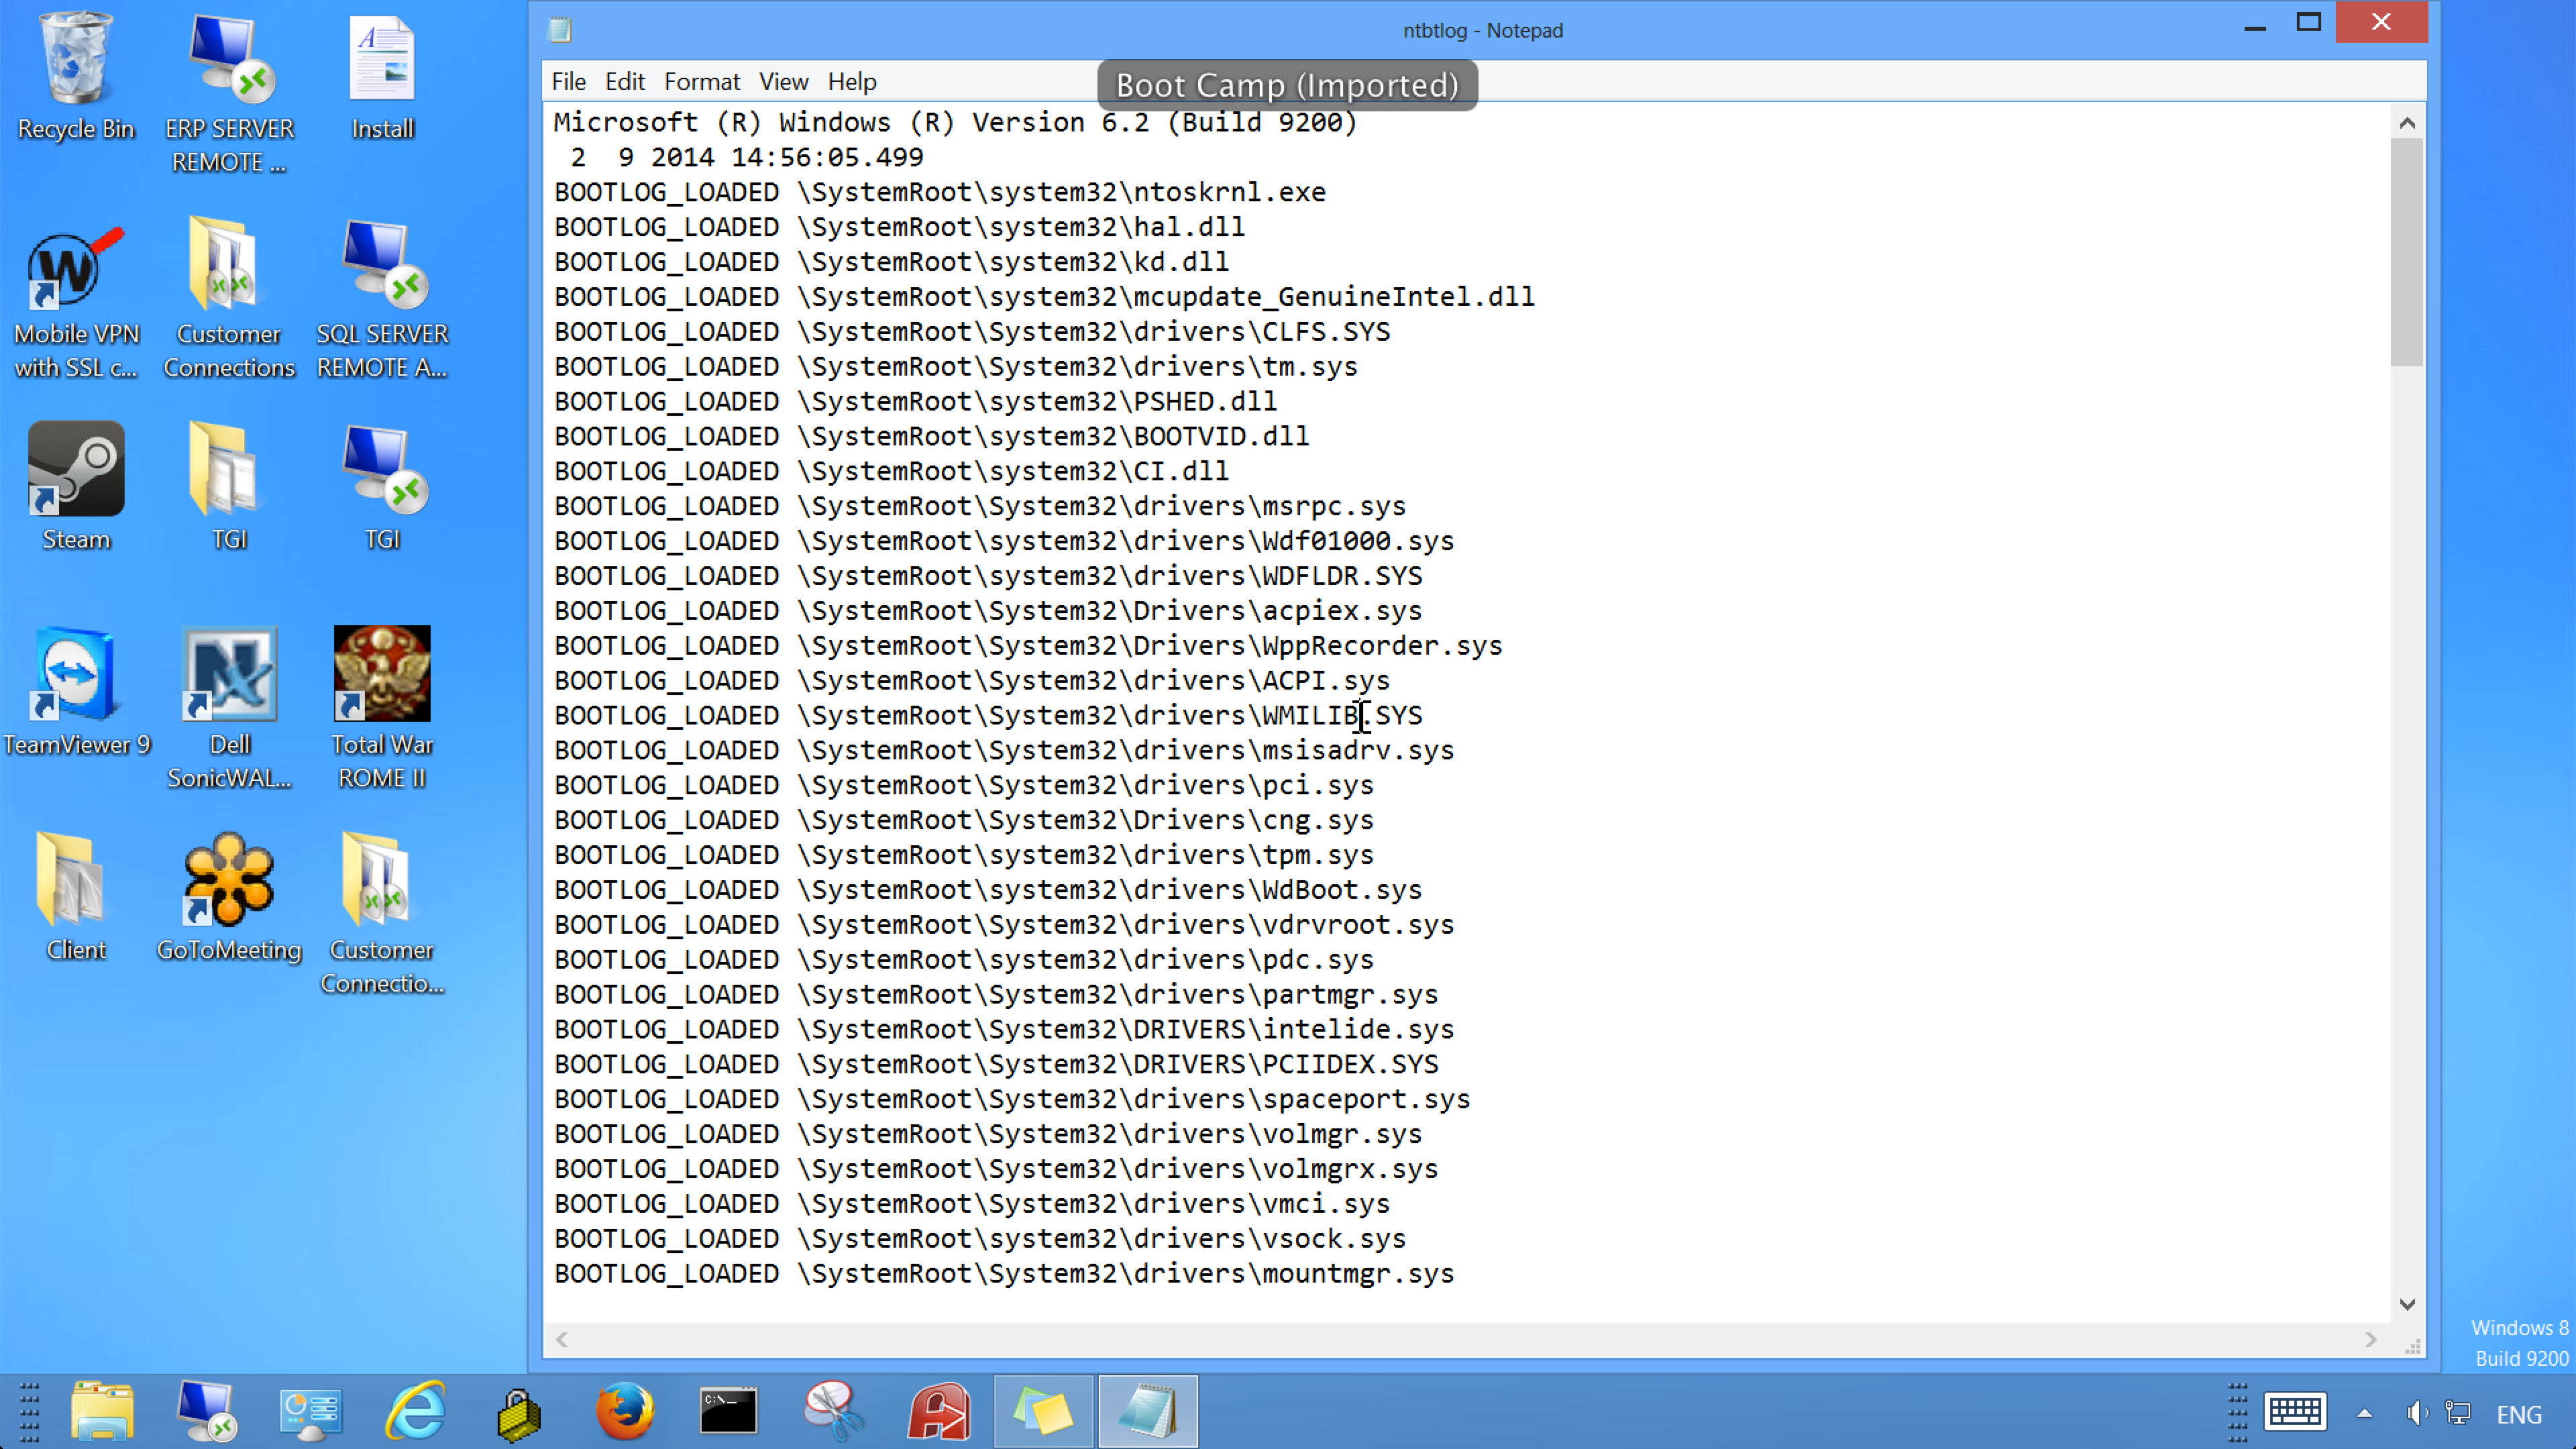 Recycle Bin
ERP SERVER
REMOTE ...
Install
Mobile VPN
with SSL c...
Customer
Connections
SQL SERVER
REMOTE A...
Steam
TGI
TGI
TeamViewer 9
Dell
SonicWAL...
Total War
ROME II
Client
GoToMeeting
Customer
Connectio...
ntbtlog - Notepad
File Edit Format View Help
Boot Camp (Imported)
Microsoft (R) Windows (R) Version 6.2 (Build 9200)
2 9 2014 14:56:05.499
BOOTLOG_LOADED \SystemRoot\system32\ntoskrnl.exe
BOOTLOG_LOADED \SystemRoot\system32\hal.dll
BOOTLOG_LOADED \SystemRoot\system32\kd.dll
BOOTLOG_LOADED \SystemRoot\system32\mcupdate_GenuineIntel.dll
BOOTLOG_LOADED \SystemRoot\System32\drivers\CLFS.SYS
BOOTLOG_LOADED \SystemRoot\System32\drivers\tm.sys
BOOTLOG_LOADED \SystemRoot\system32\PSHED.dll
BOOTLOG_LOADED \SystemRoot\system32\BOOTVID.dll
BOOTLOG_LOADED \SystemRoot\system32\CI.dll
BOOTLOG_LOADED \SystemRoot\System32\drivers\msrpc.sys
BOOTLOG_LOADED \SystemRoot\system32\drivers\Wdf01000.sys
BOOTLOG_LOADED \SystemRoot\system32\drivers\WDFLDR.SYS
BOOTLOG_LOADED \SystemRoot\System32\Drivers\acpiex.sys
BOOTLOG_LOADED \SystemRoot\System32\Drivers\WppRecorder.sys
BOOTLOG_LOADED \SystemRoot\System32\drivers\ACPI.sys
BOOTLOG_LOADED \SystemRoot\System32\drivers\WMILIB.SYS
BOOTLOG_LOADED \SystemRoot\System32\drivers\msisadrv.sys
BOOTLOG_LOADED \SystemRoot\System32\drivers\pci.sys
BOOTLOG_LOADED \SystemRoot\System32\Drivers\cng.sys
BOOTLOG_LOADED \SystemRoot\system32\drivers\tpm.sys
BOOTLOG_LOADED \SystemRoot\system32\drivers\WdBoot.sys
BOOTLOG_LOADED \SystemRoot\System32\drivers\vdrvroot.sys
BOOTLOG_LOADED \SystemRoot\system32\drivers\pdc.sys
BOOTLOG_LOADED \SystemRoot\System32\drivers\partmgr.sys
BOOTLOG_LOADED \SystemRoot\System32\DRIVERS\intelide.sys
BOOTLOG_LOADED \SystemRoot\System32\DRIVERS\PCIIDEX.SYS
BOOTLOG_LOADED \SystemRoot\System32\drivers\spaceport.sys
BOOTLOG_LOADED \SystemRoot\System32\drivers\volmgr.sys
BOOTLOG_LOADED \SystemRoot\System32\drivers\volmgrx.sys
BOOTLOG_LOADED \SystemRoot\System32\drivers\vmci.sys
BOOTLOG_LOADED \SystemRoot\system32\drivers\vsock.sys
BOOTLOG_LOADED \SystemRoot\System32\drivers\mountmgr.sys
Windows 8
Build 9200
C:\_
ENG